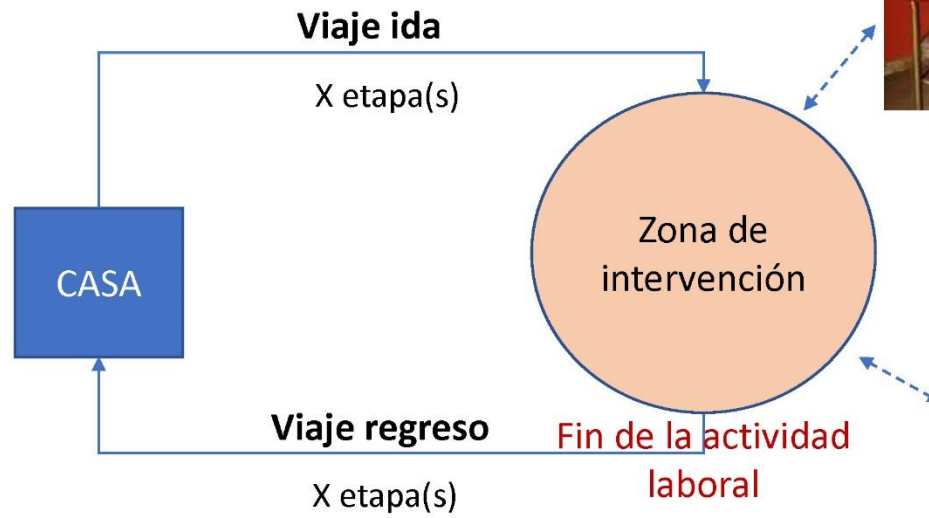 Viaje ida
X etapa(s)
Zona de
intervención
CASA
Viaje regreso
Fin de la actividad
laboral
X etapa(s)